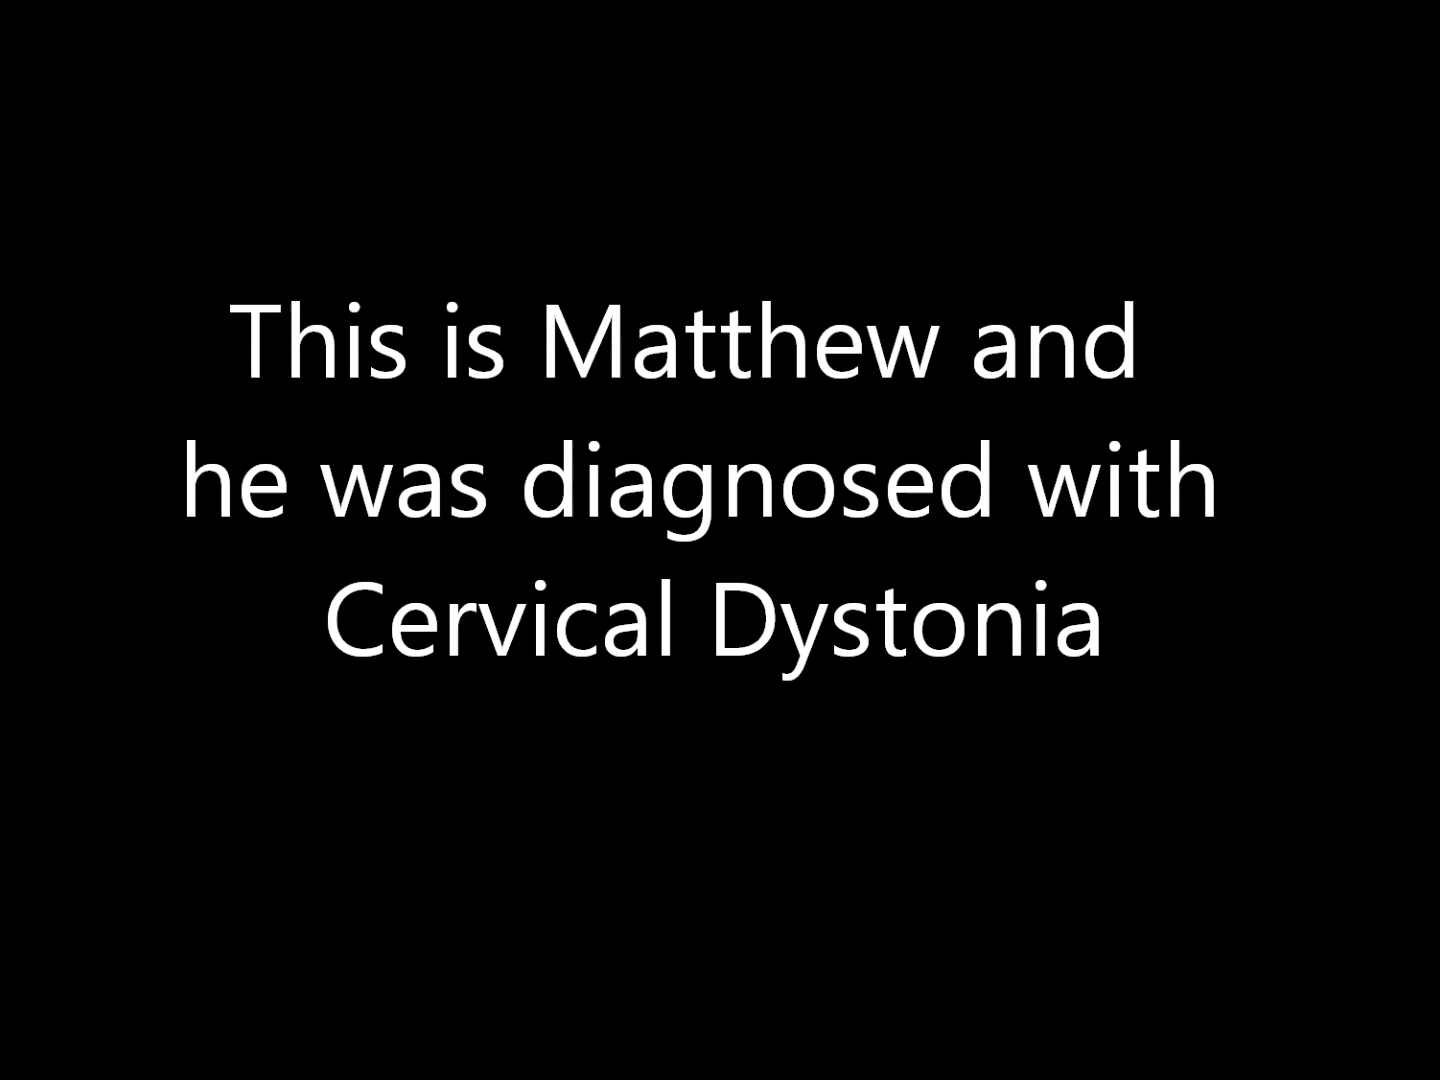 This is Matthew and
he was diagnosed with
Cervical Dystonia